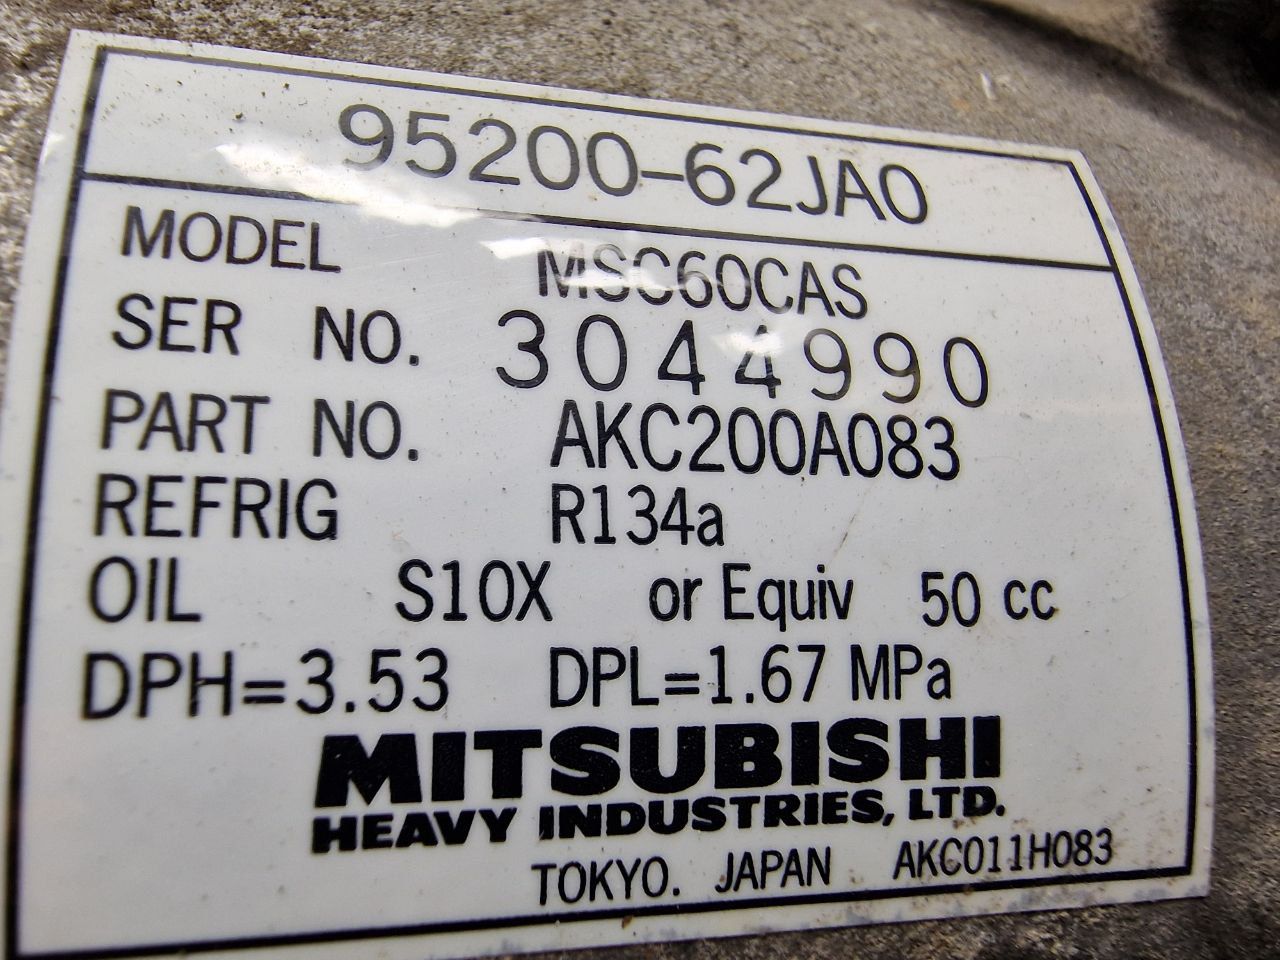 95200-62JA0
MODEL MSC60CAS
SER NO. 3044990
PART NO. AKC200A083
REFRIG R134a
OIL S10X or Equiv 50 cc
DPH=3.53 DPL=1.67 MPa
MITSUBISHI
HEAVY INDUSTRIES, LTD.
TOKYO. JAPAN AKC011H083